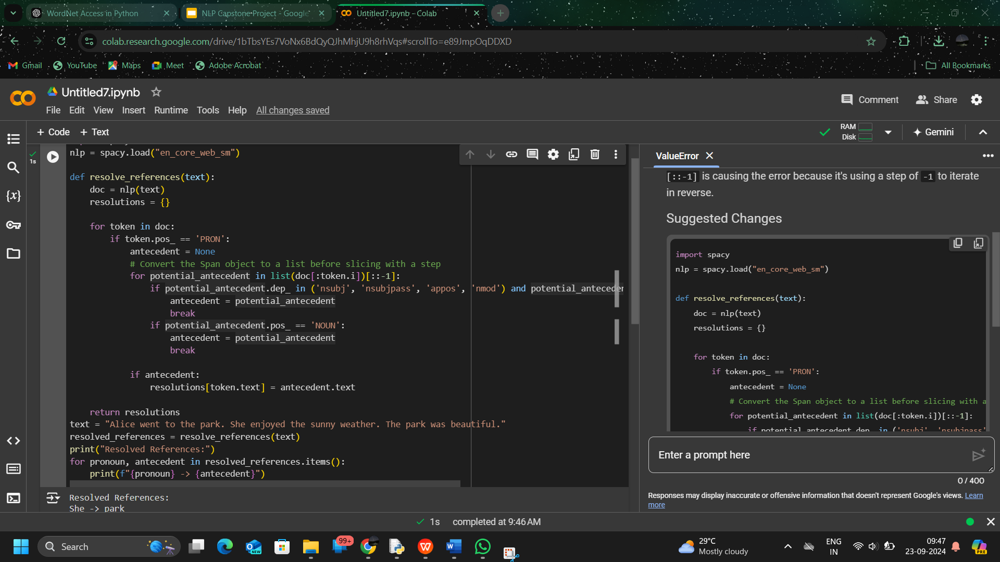 WordNet Access in Python
NLP Capstone Project - Google
Untitled7.ipynb - Colab
colab.research.google.com/drive/1bTbsYEs7VoNx6BdQyQJhMhjU9h8rhVqs#scrollTo=e89JmpOqDDXD
Gmail
YouTube
Maps
Meet
Adobe Acrobat
All Bookmarks
Untitled7.ipynb
File Edit View Insert Runtime Tools Help All changes saved
Comment
Share
+ Code + Text
RAM
Disk
Gemini
1s
nlp = spacy.load("en_core_web_sm")
def resolve_references(text):
    doc = nlp(text)
    resolutions = {}
    for token in doc:
        if token.pos_ == 'PRON':
            antecedent = None
            # Convert the Span object to a list before slicing with a step
            for potential_antecedent in list(doc[:token.i])[::-1]:
                if potential_antecedent.dep_ in ('nsubj', 'nsubjpass', 'appos', 'nmod') and potential_anteceder
                    antecedent = potential_antecedent
                    break
                if potential_antecedent.pos_ == 'NOUN':
                    antecedent = potential_antecedent
                    break
            if antecedent:
                resolutions[token.text] = antecedent.text
    return resolutions
text = "Alice went to the park. She enjoyed the sunny weather. The park was beautiful."
resolved_references = resolve_references(text)
print("Resolved References:")
for pronoun, antecedent in resolved_references.items():
    print(f"{pronoun} -> {antecedent}")
Resolved References:
She -> park
ValueError
[::-1] is causing the error because it's using a step of -1 to iterate
in reverse.
Suggested Changes
import spacy
nlp = spacy.load("en_core_web_sm")
def resolve_references(text):
    doc = nlp(text)
    resolutions = {}
    for token in doc:
        if token.pos_ == 'PRON':
            antecedent = None
            # Convert the Span object to a list before slicing with a
            for potential_antecedent in list(doc[:token.i])[::-1]:
                if potential_antecedent.dep_ in ('nsubj', 'nsubjpass'
Enter a prompt here
0 / 400
Responses may display inaccurate or offensive information that doesn't represent Google's views. Learn
more
1s completed at 9:46 AM
Search
NEW
99+
W
29°C
Mostly cloudy
ENG
IN
09:47
23-09-2024
PRE